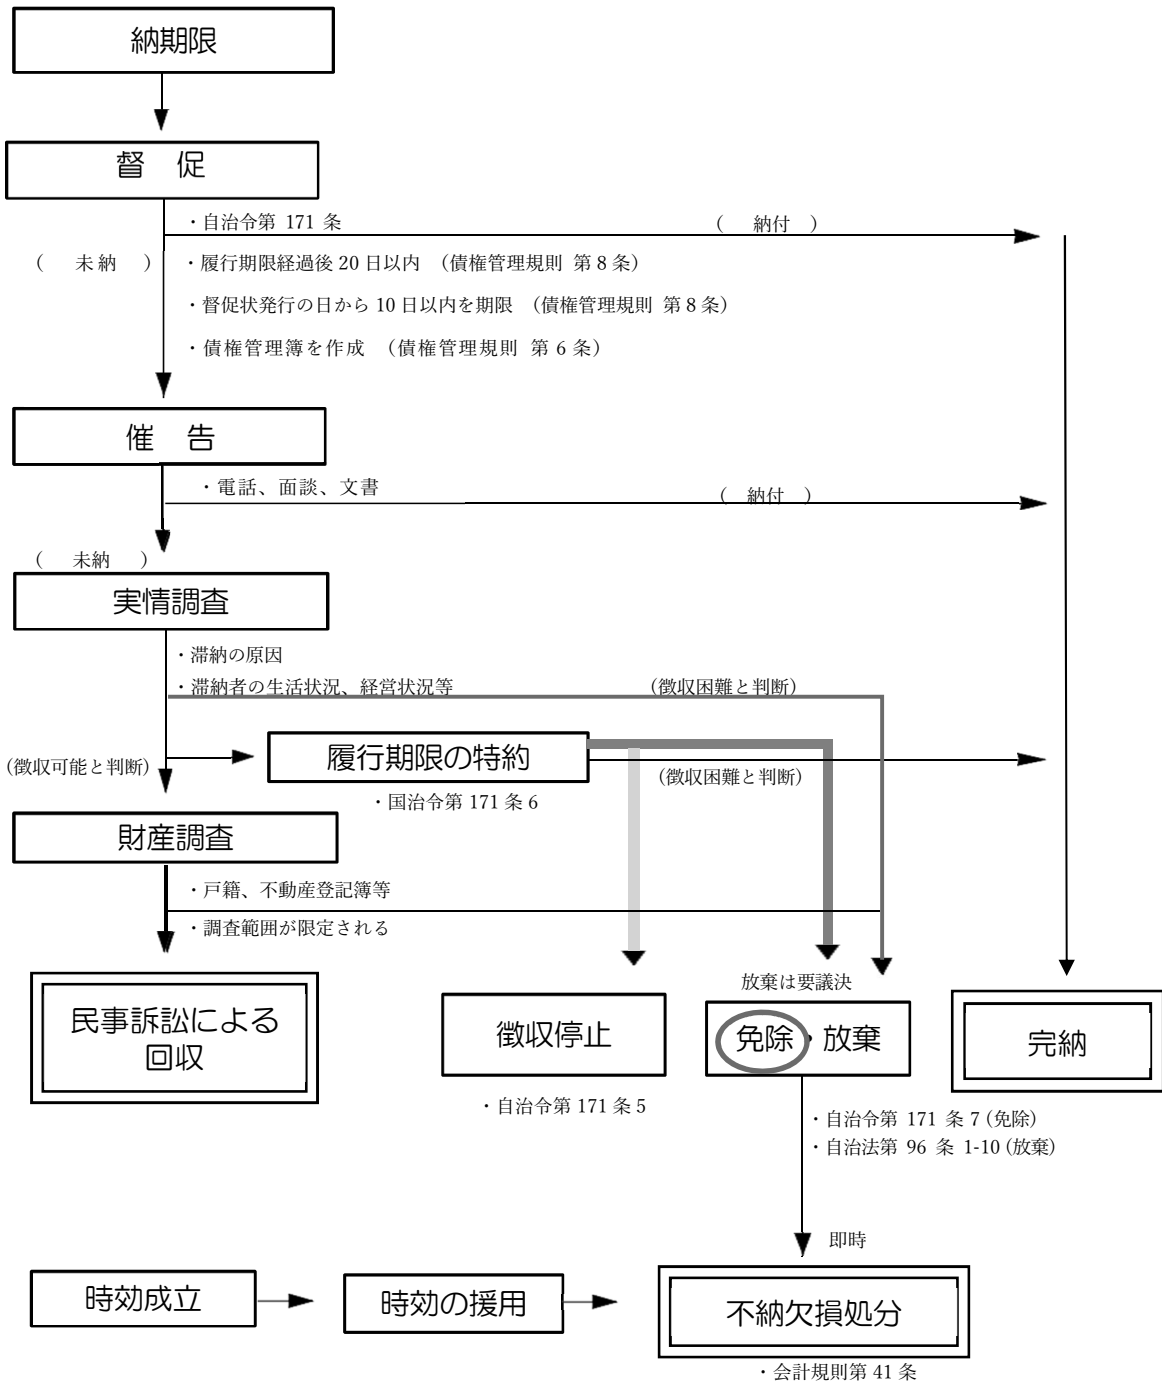 納期限
督 促
・自治令第 171 条
( 納付 )
( 未納 )
・履行期限経過後 20 日以内 (債権管理規則 第 8 条)
・督促状発行の日から 10 日以内を期限 (債権管理規則 第 8 条)
・債権管理簿を作成 (債権管理規則 第 6 条)
催 告
・電話、面談、文書
( 納付 )
( 未納 )
実情調査
・滞納の原因
・滞納者の生活状況、経営状況等
(徴収困難と判断)
履行期限の特約
(徴収可能と判断)
(徴収困難と判断)
・国治令第 171 条 6
財産調査
・戸籍、不動産登記簿等
・調査範囲が限定される
放棄は要議決
民事訴訟による
回収
徴収停止
免除・放棄
完納
・自治令第 171 条 5
・自治令第 171 条 7 (免除)
・自治法第 96 条 1-10 (放棄)
即時
時効成立
時効の援用
不納欠損処分
・会計規則第 41 条